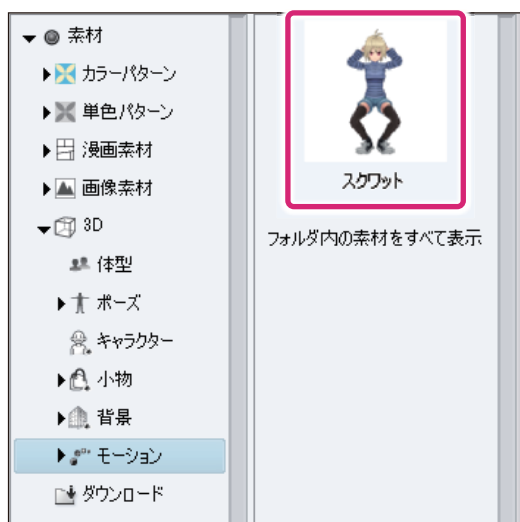 素材
カラーパターン
単色パターン
漫画素材
画像素材
3D
体型
ポーズ
キャラクター
小物
背景
モーション
ダウンロード
スクワット
フォルダ内の素材をすべて表示